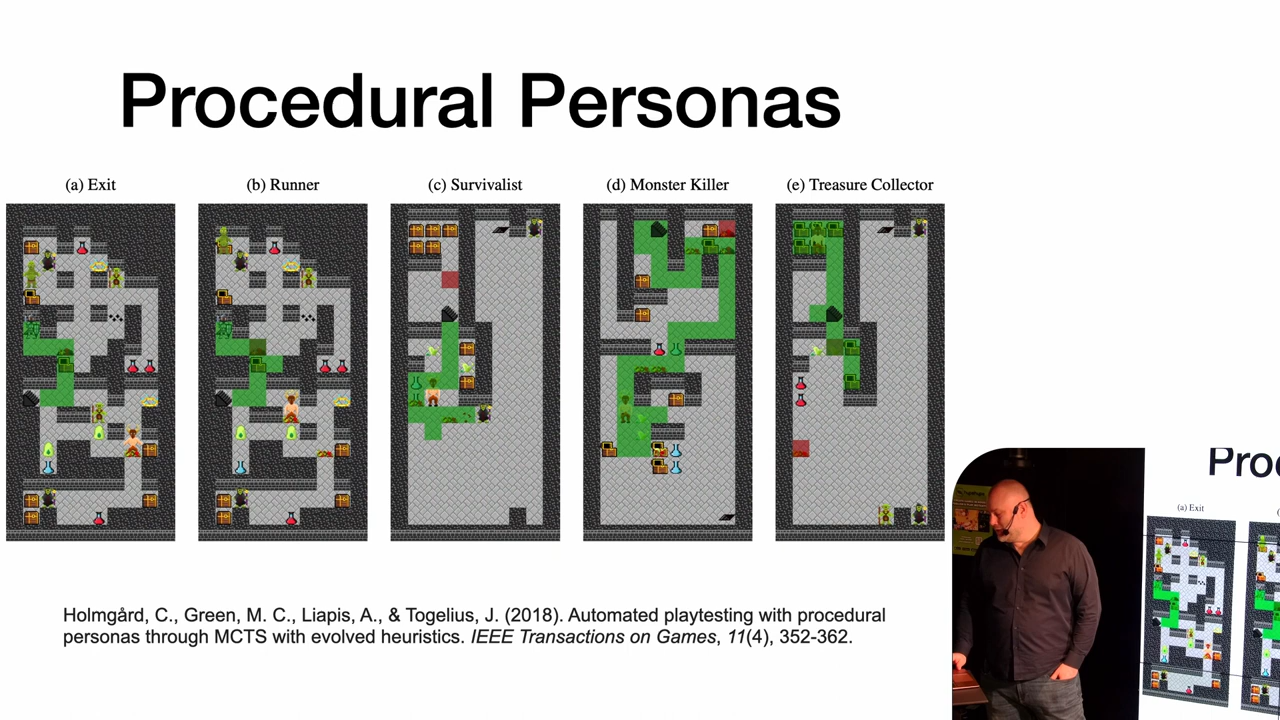 Procedural Personas
(a) Exit
(b) Runner
(c) Survivalist
(d) Monster Killer
(e) Treasure Collector
Holmgård, C., Green, M. C., Liapis, A., & Togelius, J. (2018). Automated playtesting with procedural
personas through MCTS with evolved heuristics. IEEE Transactions on Games, 11(4), 352-362.
Proc
(a) Exit